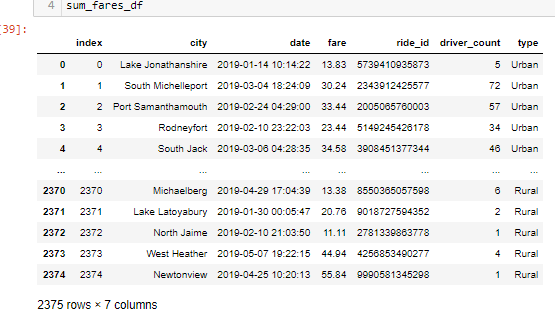 4 sum_fares_df
[39]:
index city date fare ride_id driver_count type
0 0 Lake Jonathanshire 2019-01-14 10:14:22 13.83 5739410935873 5 Urban
1 1 South Michelleport 2019-03-04 18:24:09 30.24 2343912425577 72 Urban
2 2 Port Samanthamouth 2019-02-24 04:29:00 33.44 2005065760003 57 Urban
3 3 Rodneyfort 2019-02-10 23:22:03 23.44 5149245426178 34 Urban
4 4 South Jack 2019-03-06 04:28:35 34.58 3908451377344 46 Urban
... ... ... ... ... ... ... ...
2370 2370 Michaelberg 2019-04-29 17:04:39 13.38 8550365057598 6 Rural
2371 2371 Lake Latoyabury 2019-01-30 00:05:47 20.76 9018727594352 2 Rural
2372 2372 North Jaime 2019-02-10 21:03:50 11.11 2781339863778 1 Rural
2373 2373 West Heather 2019-05-07 19:22:15 44.94 4256853490277 4 Rural
2374 2374 Newtonview 2019-04-25 10:20:13 55.84 9990581345298 1 Rural
2375 rows × 7 columns